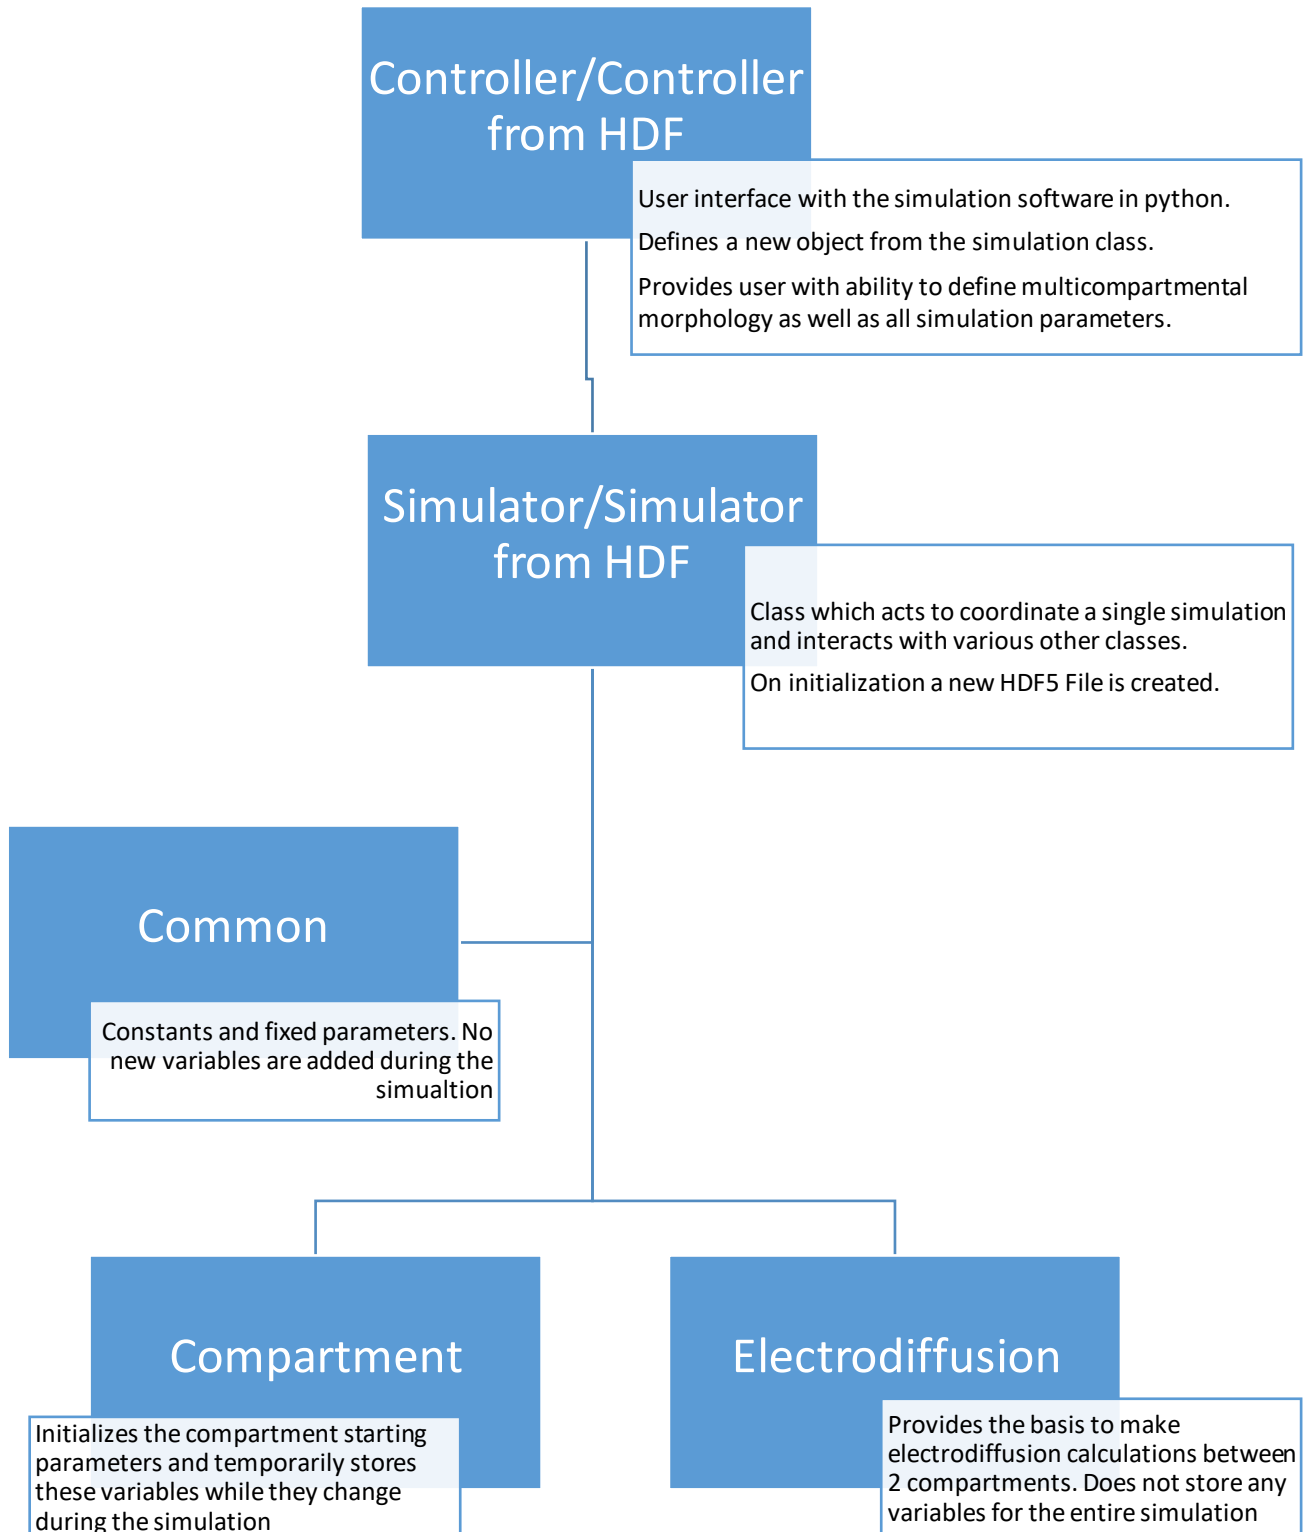 Controller/Controller
from HDF
User interface with the simulation software in python.
Defines a new object from the simulation class.
Provides user with ability to define multicompartmental
morphology as well as all simulation parameters.
Simulator/Simulator
from HDF
Class which acts to coordinate a single simulation
and interacts with various other classes.
On initialization a new HDF5 File is created.
Common
Constants and fixed parameters. No
new variables are added during the
simualtion
Compartment
Initializes the compartment starting
parameters and temporarily stores
these variables while they change
during the simulation
Electrodiffusion
Provides the basis to make
electrodiffusion calculations between
2 compartments. Does not store any
variables for the entire simulation